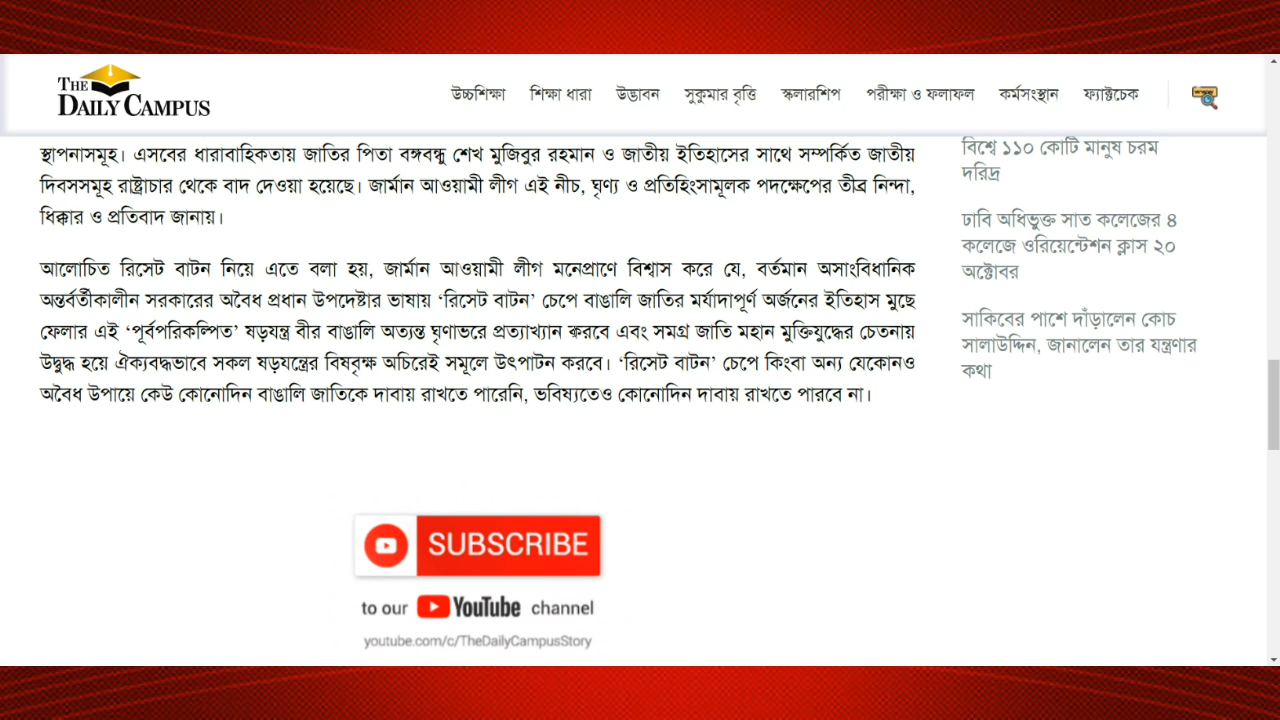 THE
DAILY CAMPUS
উচ্চশিক্ষা শিক্ষা ধারা উদ্ভাবন সুকুমার বৃত্তি স্কলারশিপ পরীক্ষা ও ফলাফল কর্মসংস্থান ফ্যাক্টচেক
স্থাপনাসমূহ। এসবের ধারাবাহিকতায় জাতির পিতা বঙ্গবন্ধু শেখ মুজিবুর রহমান ও জাতীয় ইতিহাসের সাথে সম্পর্কিত জাতীয়
দিবসসমূহ রাষ্ট্রাচার থেকে বাদ দেওয়া হয়েছে। জার্মান আওয়ামী লীগ এই নীচ, ঘৃণ্য ও প্রতিহিংসামূলক পদক্ষেপের তীব্র নিন্দা,
ধিক্কার ও প্রতিবাদ জানায়।
আলোচিত রিসেট বাটন নিয়ে এতে বলা হয়, জার্মান আওয়ামী লীগ মনেপ্রাণে বিশ্বাস করে যে, বর্তমান অসাংবিধানিক
অন্তর্বর্তীকালীন সরকারের অবৈধ প্রধান উপদেষ্টার ভাষায় ‘রিসেট বাটন’ চেপে বাঙালি জাতির মর্যাদাপূর্ণ অর্জনের ইতিহাস মুছে
ফেলার এই ‘পূর্বপরিকল্পিত’ ষড়যন্ত্র বীর বাঙালি অত্যন্ত ঘৃণাভরে প্রত্যাখ্যান করবে এবং সমগ্র জাতি মহান মুক্তিযুদ্ধের চেতনায়
উদ্বুদ্ধ হয়ে ঐক্যবদ্ধভাবে সকল ষড়যন্ত্রের বিষবৃক্ষ অচিরেই সমূলে উৎপাটন করবে। ‘রিসেট বাটন’ চেপে কিংবা অন্য যেকোনও
অবৈধ উপায়ে কেউ কোনোদিন বাঙালি জাতিকে দাবায় রাখতে পারেনি, ভবিষ্যতেও কোনোদিন দাবায় রাখতে পারবে না।
বিশ্বে ১১০ কোটি মানুষ চরম
দরিদ্র
ঢাবি অধিভুক্ত সাত কলেজের ৪
কলেজে ওরিয়েন্টেশন ক্লাস ২০
অক্টোবর
সাকিবের পাশে দাঁড়ালেন কোচ
সালাউদ্দিন, জানালেন তার যন্ত্রণার
কথা
SUBSCRIBE
to our YouTube channel
youtube.com/c/TheDailyCampusStory